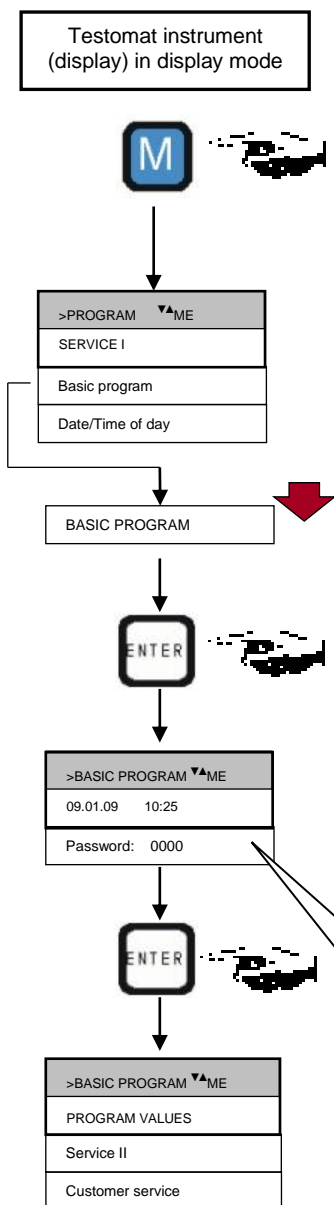 Testomat instrument
(display) in display mode
M
>PROGRAM ▼▲ME
SERVICE I
Basic program
Date/Time of day
BASIC PROGRAM
ENTER
>BASIC PROGRAM ▼▲ME
09.01.09 10:25
Password: 0000
ENTER
>BASIC PROGRAM ▼▲ME
PROGRAM VALUES
Service II
Customer service